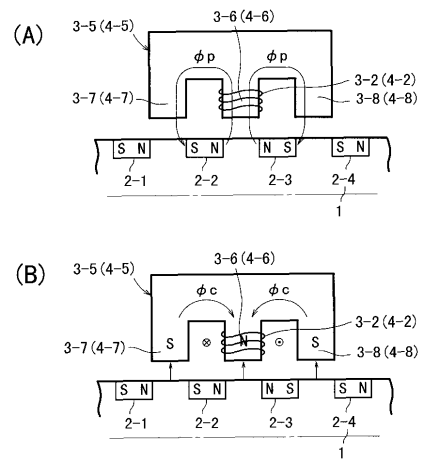 (A)
3-5(4-5)
3-6(4-6)
φp φp
3-2(4-2)
3-7(4-7)
3-8(4-8)
S N S N N S S N
2-1 2-2 2-3 2-4
1
(B)
3-5(4-5)
3-6(4-6)
φc φc
3-2(4-2)
S N S
3-7(4-7)
3-8(4-8)
S N S N N S S N
2-1 2-2 2-3 2-4
1